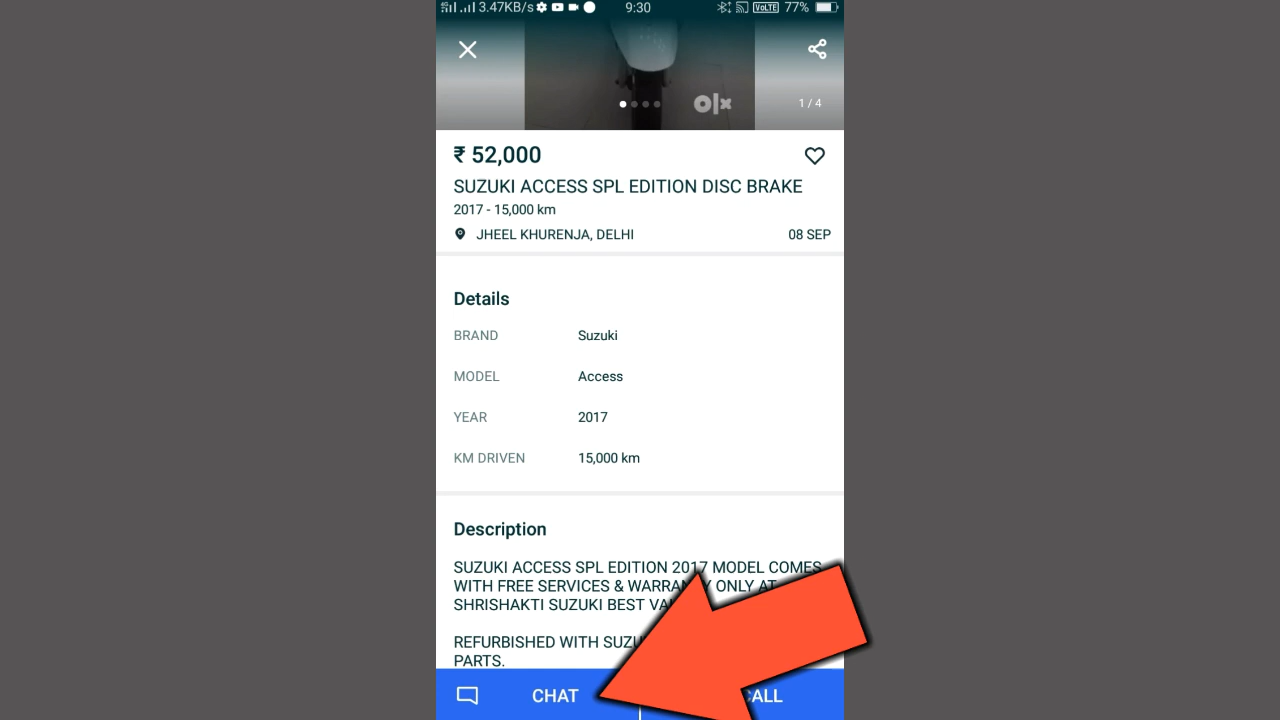 3.47KB/s 9:30 VoLTE 77%
olx 1 / 4
₹ 52,000
SUZUKI ACCESS SPL EDITION DISC BRAKE
2017 - 15,000 km
JHEEL KHURENJA, DELHI 08 SEP
Details
BRAND Suzuki
MODEL Access
YEAR 2017
KM DRIVEN 15,000 km
Description
SUZUKI ACCESS SPL EDITION 2017 MODEL COMES
WITH FREE SERVICES & WARRANTY ONLY AT
SHRISHAKTI SUZUKI BEST
REFURBISHED WITH
PARTS.
CHAT CALL